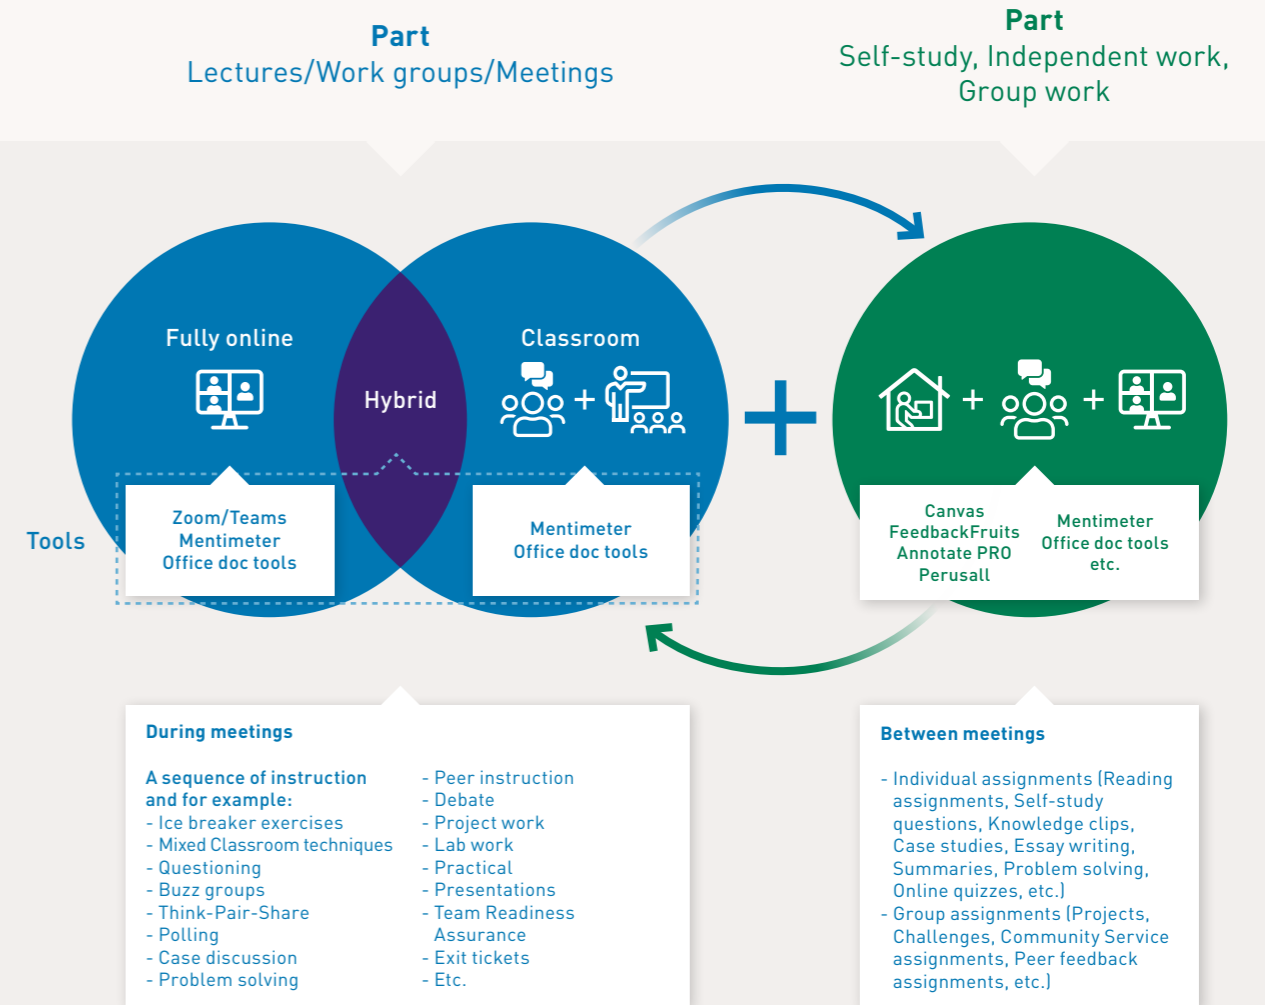 Part
Lectures/Work groups/Meetings
Part
Self-study, Independent work,
Group work
Fully online
Hybrid
Classroom
+
+
+
+
Tools
Zoom/Teams
Mentimeter
Office doc tools
Mentimeter
Office doc tools
Canvas
FeedbackFruits
Annotate PRO
Perusall
Mentimeter
Office doc tools
etc.
During meetings
A sequence of instruction
and for example:
- Ice breaker exercises
- Mixed Classroom techniques
- Questioning
- Buzz groups
- Think-Pair-Share
- Polling
- Case discussion
- Problem solving
- Peer instruction
- Debate
- Project work
- Lab work
- Practical
- Presentations
- Team Readiness
Assurance
- Exit tickets
- Etc.
Between meetings
- Individual assignments (Reading
assignments, Self-study
questions, Knowledge clips,
Case studies, Essay writing,
Summaries, Problem solving,
Online quizzes, etc.)
- Group assignments (Projects,
Challenges, Community Service
assignments, Peer feedback
assignments, etc.)